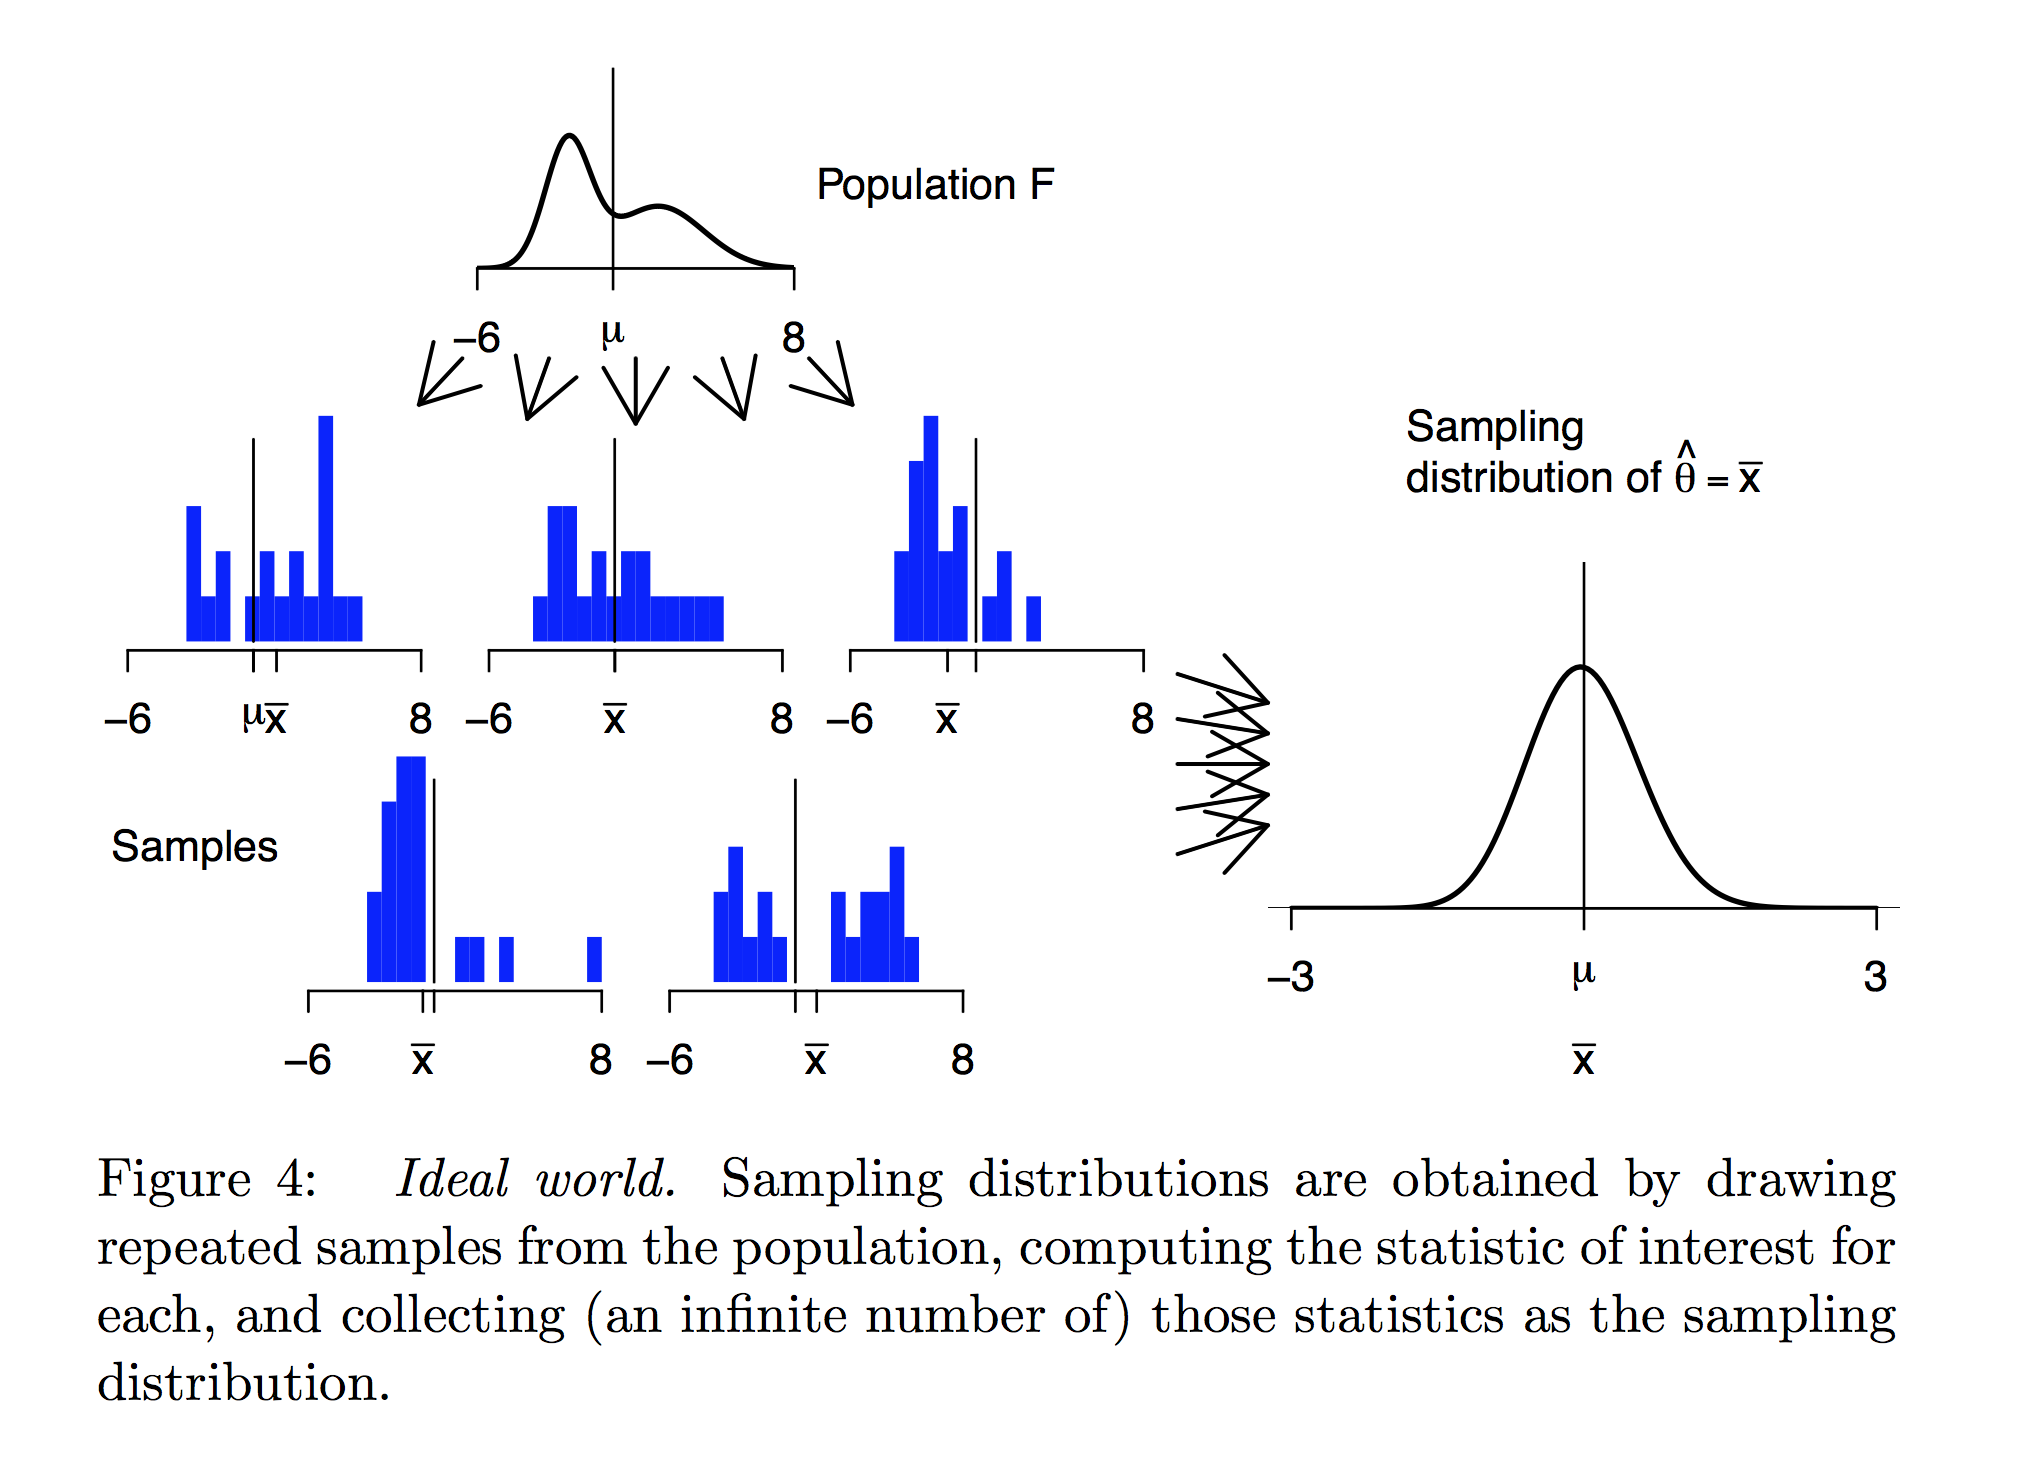 Population F
–6 μ 8
Sampling
distribution of θ̂ = x̄
–6 μx̄ 8 –6 x̄ 8 –6 x̄ 8
Samples
–3 μ 3
–6 x̄ 8 –6 x̄ 8 x̄
Figure 4: Ideal world. Sampling distributions are obtained by drawing
repeated samples from the population, computing the statistic of interest for
each, and collecting (an infinite number of) those statistics as the sampling
distribution.